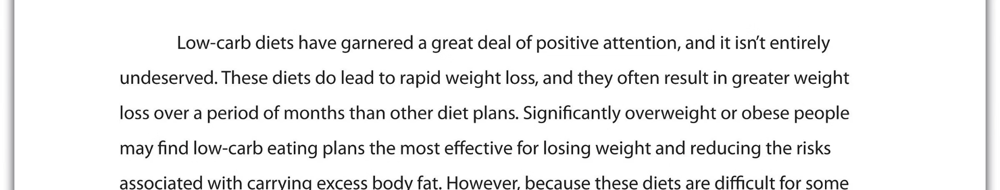 Low-carb diets have garnered a great deal of positive attention, and it isn’t entirely
undeserved. These diets do lead to rapid weight loss, and they often result in greater weight
loss over a period of months than other diet plans. Significantly overweight or obese people
may find low-carb eating plans the most effective for losing weight and reducing the risks
associated with carrying excess body fat. However, because these diets are difficult for some